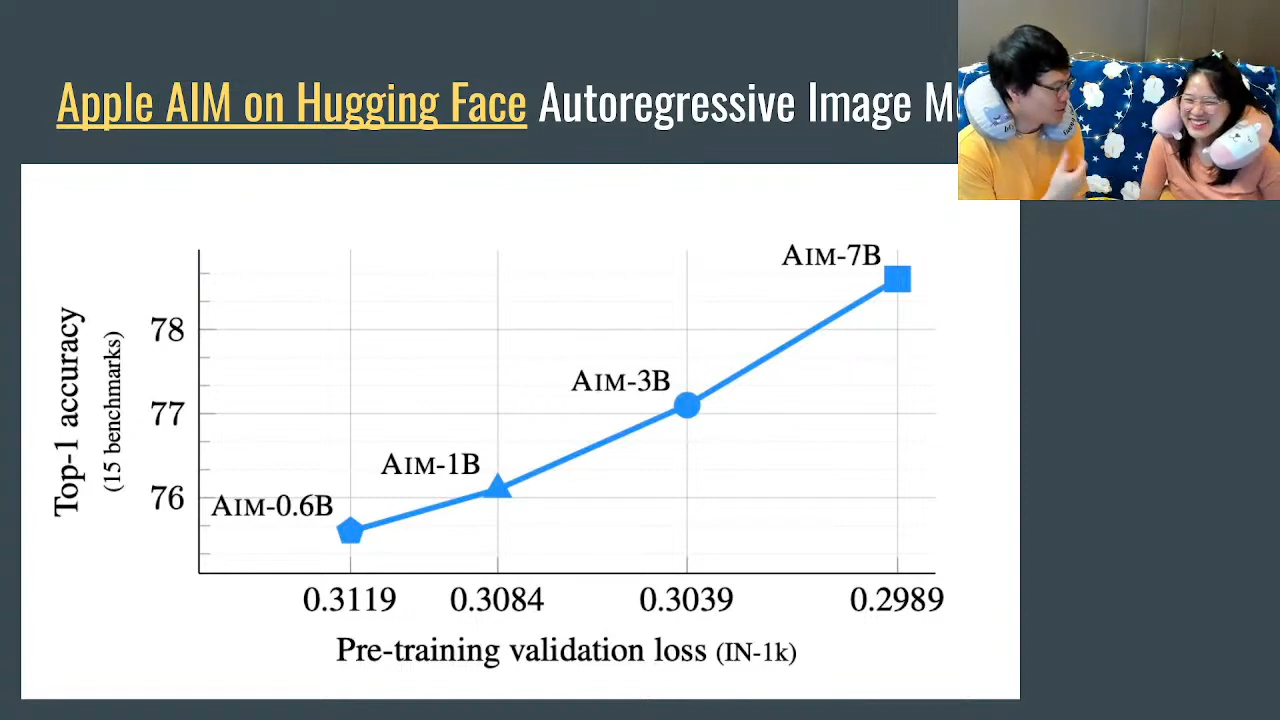 Apple AIM on Hugging Face Autoregressive Image
Top-1 accuracy
(15 benchmarks)
78
77
76
AIM-0.6B
AIM-1B
AIM-3B
AIM-7B
0.3119 0.3084 0.3039 0.2989
Pre-training validation loss (IN-1k)